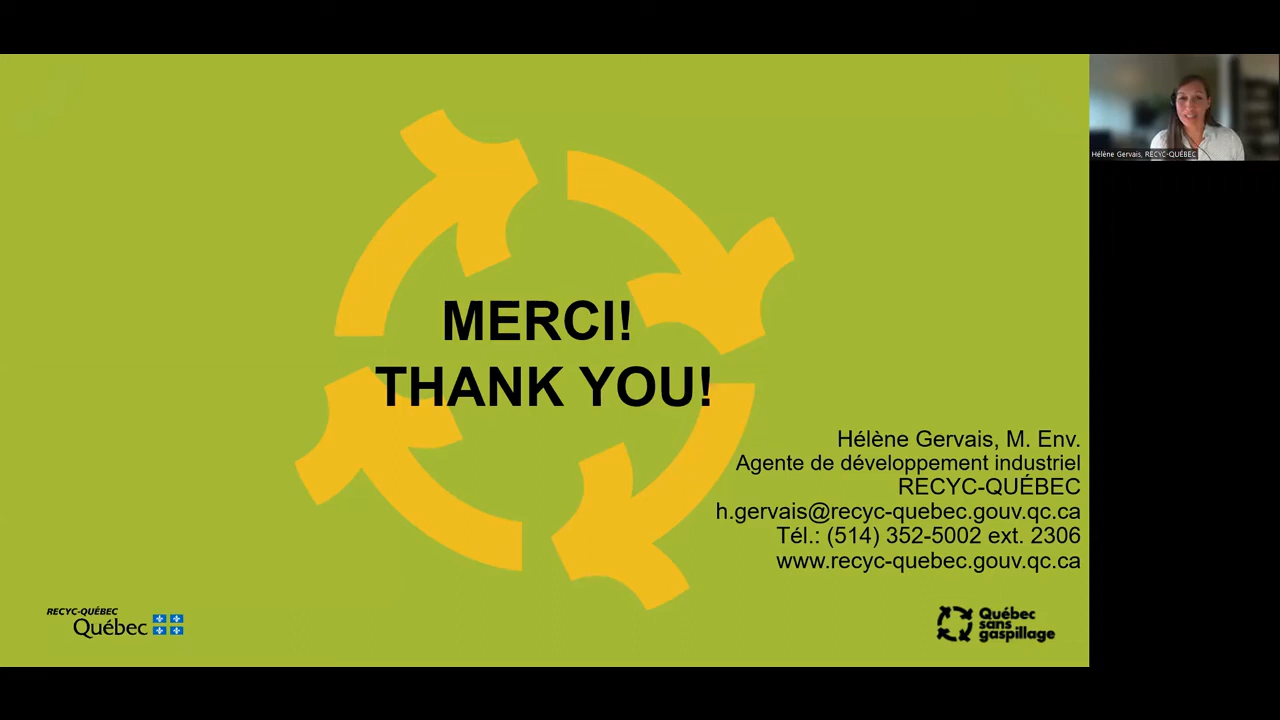 MERCI!
THANK YOU!
Hélène Gervais, M. Env.
Agente de développement industriel
RECYC-QUÉBEC
h.gervais@recyc-quebec.gouv.qc.ca
Tél.: (514) 352-5002 ext. 2306
www.recyc-quebec.gouv.qc.ca
RECYC-QUÉBEC
Québec
Québec
sans
gaspillage
Hélène Gervais, RECYC-QUÉBEC